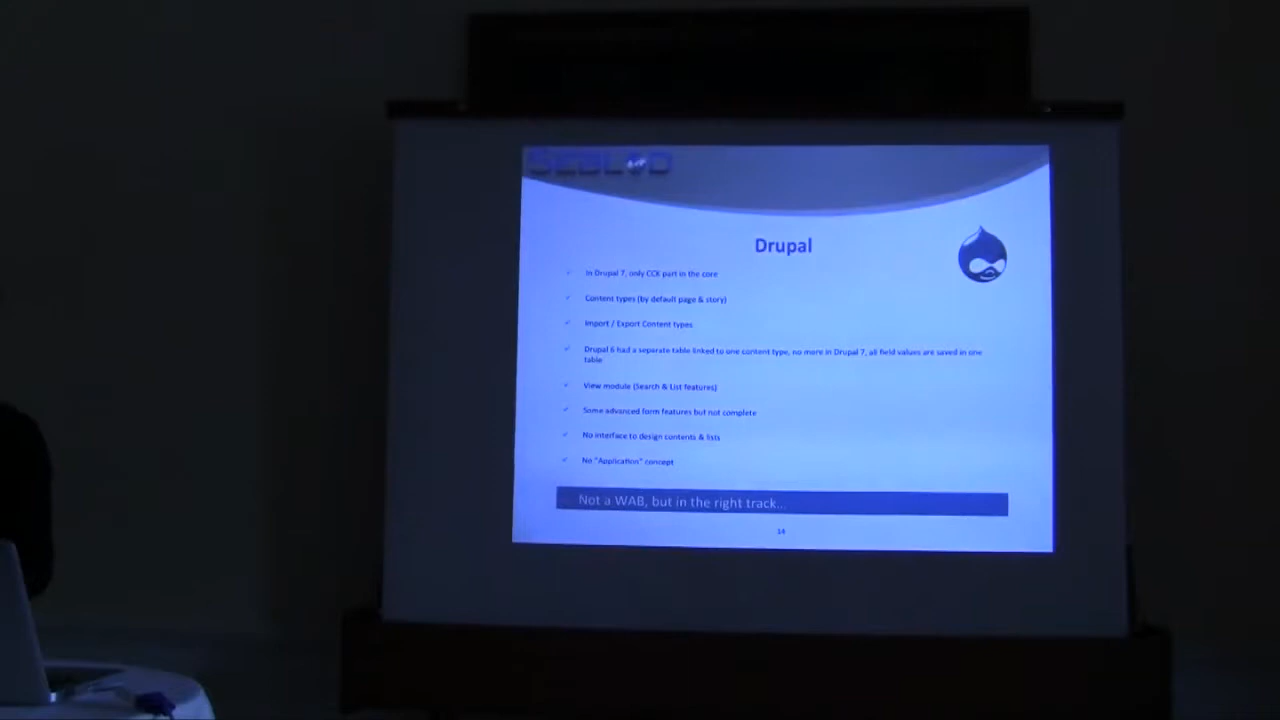 SEBLOD
Drupal
In Drupal 7, only CCK part in the core
Content types (by default page & story)
Import / Export Content types
Drupal 6 had a separate table linked to one content type, no more in Drupal 7, all field values are saved in one
table
View module (Search & List features)
Some advanced form features but not complete
No interface to design contents & lists
No "Application" concept
Not a WAB, but in the right track...
14